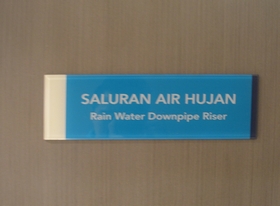 SALURAN AIR HUJAN
Rain Water Downpipe Riser